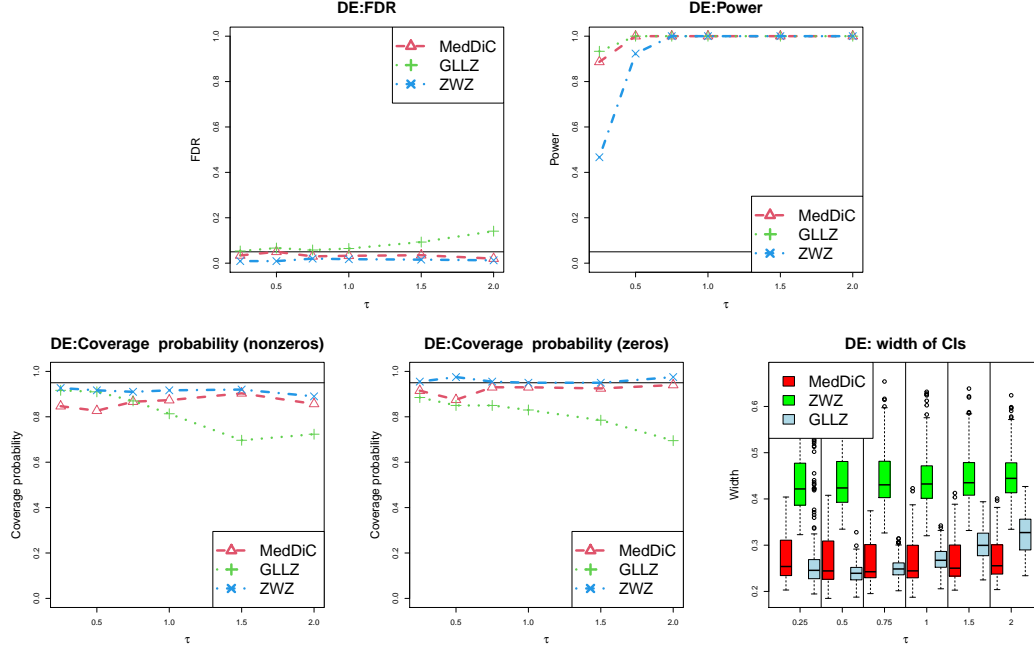 DE:FDR
MedDiC
GLLZ
ZWZ
FDR
0.0 0.2 0.4 0.6 0.8 1.0
0.5 1.0 1.5 2.0
τ
DE:Power
MedDiC
GLLZ
ZWZ
Power
0.0 0.2 0.4 0.6 0.8 1.0
0.5 1.0 1.5 2.0
τ
DE:Coverage probability (nonzeros)
MedDiC
GLLZ
ZWZ
Coverage probability
0.0 0.2 0.4 0.6 0.8 1.0
0.5 1.0 1.5 2.0
τ
DE:Coverage probability (zeros)
MedDiC
GLLZ
ZWZ
Coverage probability
0.0 0.2 0.4 0.6 0.8 1.0
0.5 1.0 1.5 2.0
τ
DE: width of CIs
MedDiC
ZWZ
GLLZ
Width
0.2 0.3 0.4 0.5 0.6
0.25 0.5 0.75 1 1.5 2
τ